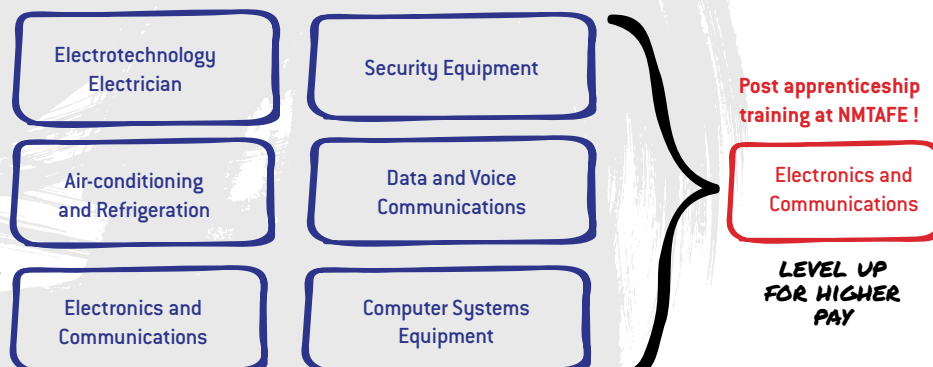 Electrotechnology
Electrician
Security Equipment
Post apprenticeship
training at NMTAFE !
Air-conditioning
and Refrigeration
Data and Voice
Communications
Electronics and
Communications
LEVEL UP
FOR HIGHER
PAY
Electronics and
Communications
Computer Systems
Equipment